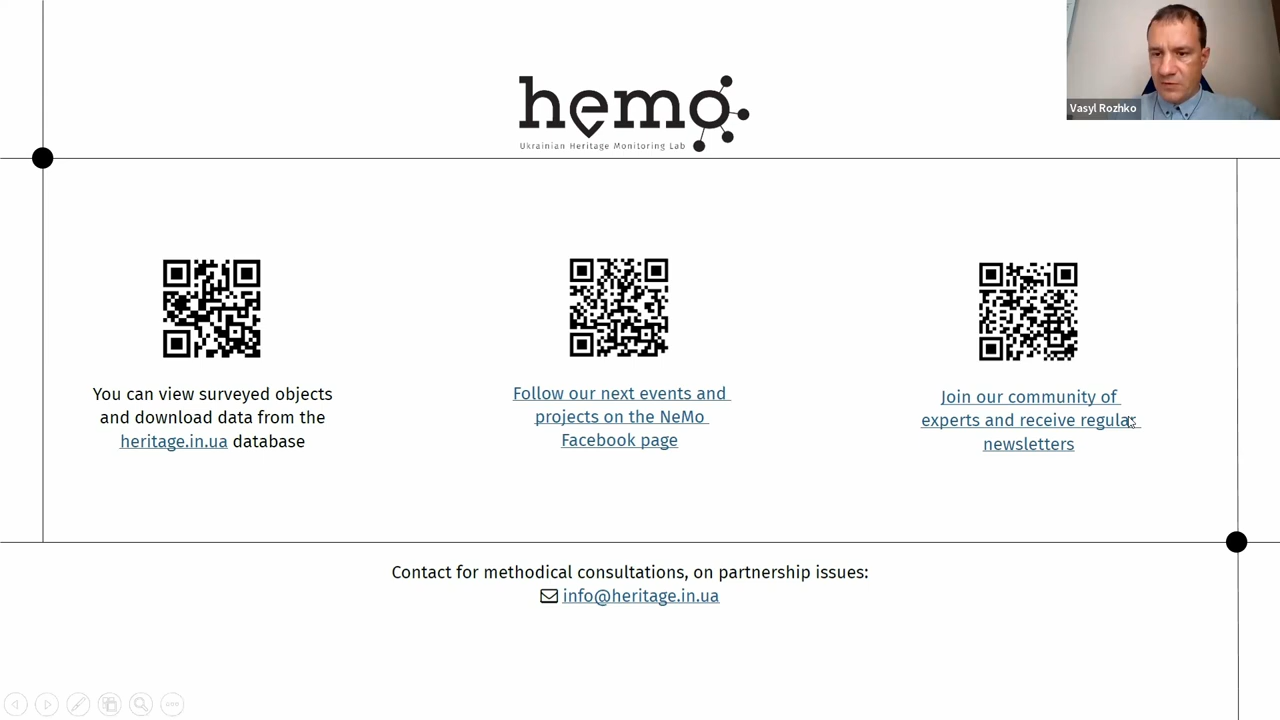 Vasyl Rozhko
hemo
Ukrainian Heritage Monitoring Lab
You can view surveyed objects
and download data from the
heritage.in.ua database
Follow our next events and
projects on the NeMo
Facebook page
Join our community of
experts and receive regular
newsletters
Contact for methodical consultations, on partnership issues:
info@heritage.in.ua